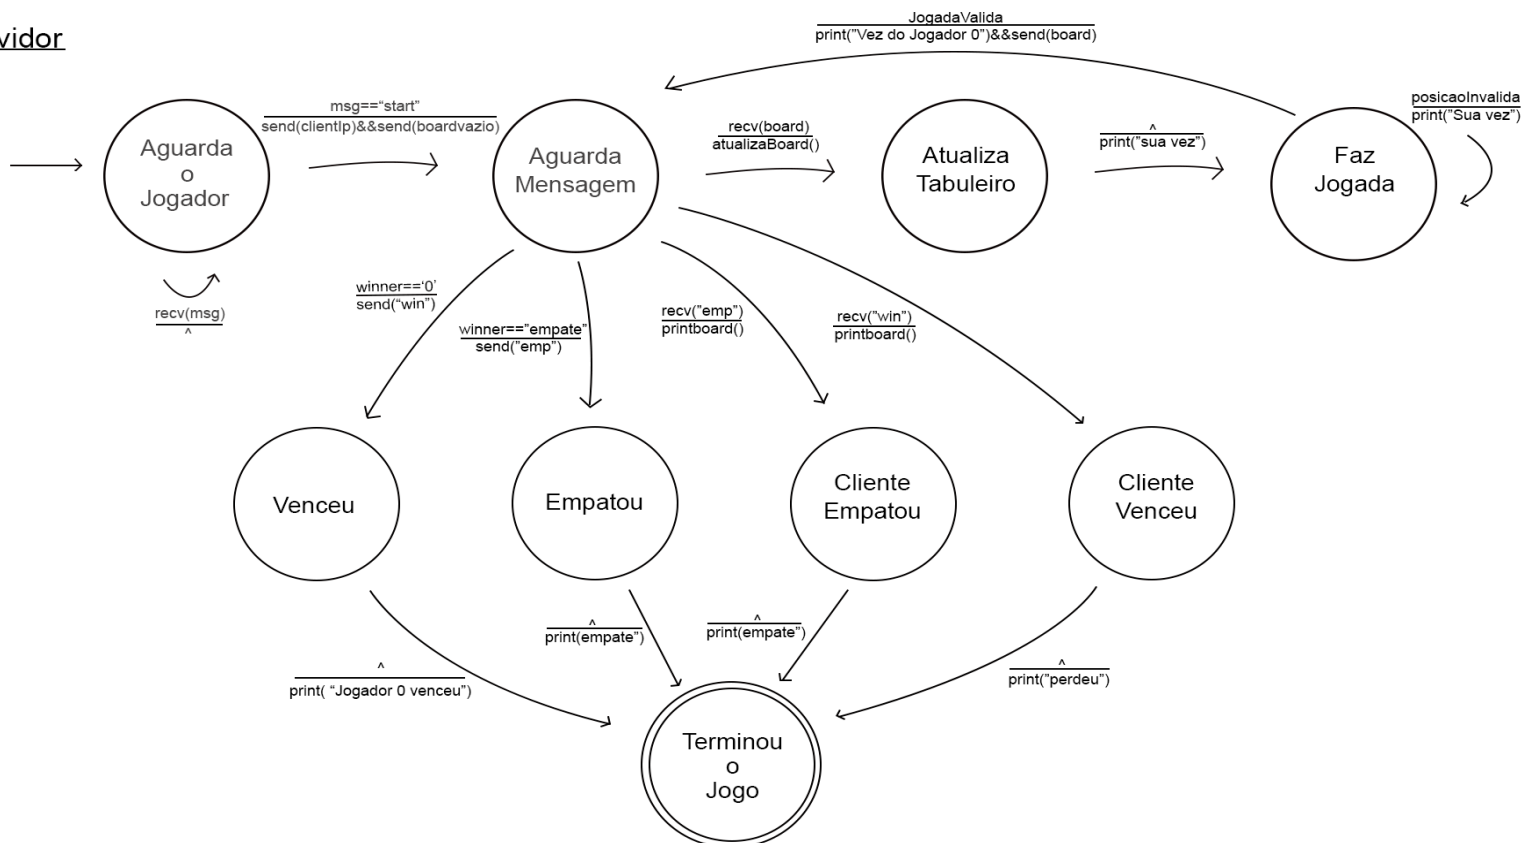 vidor
JogadaValida
print("Vez do Jogador 0")&&send(board)
msg=="start"
send(clientIp)&&send(boardvazio)
recv(board)
atualizaBoard()
^
print("sua vez")
posicaoInvalida
print("Sua vez")
Aguarda
o
Jogador
Aguarda
Mensagem
Atualiza
Tabuleiro
Faz
Jogada
recv(msg)
^
winner=='0'
send("win")
winner=="empate"
send("emp")
recv("emp")
printboard()
recv("win")
printboard()
Venceu
Empatou
Cliente
Empatou
Cliente
Venceu
^
print( "Jogador 0 venceu")
^
print(empate")
^
print(empate")
^
print("perdeu")
Terminou
o
Jogo